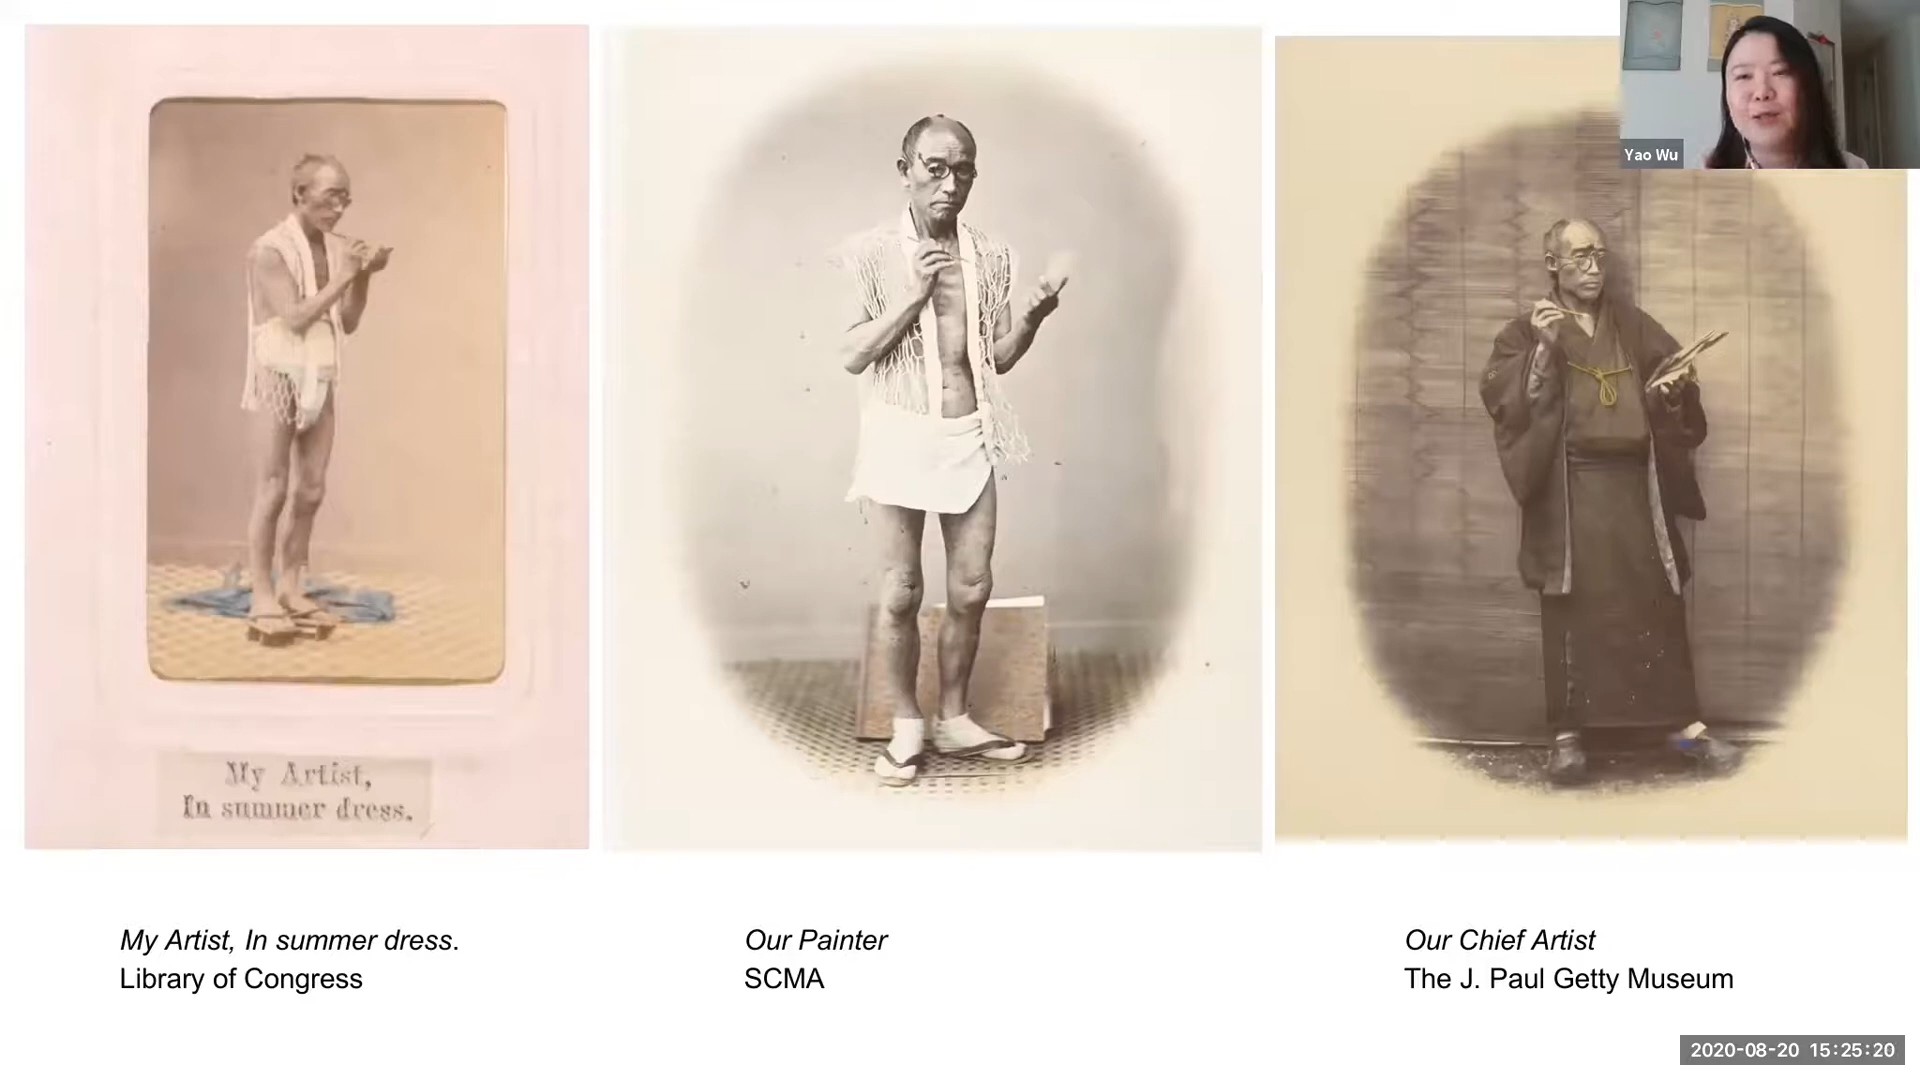 Yao Wu
My Artist,
In summer dress.
My Artist, In summer dress.
Library of Congress
Our Painter
SCMA
Our Chief Artist
The J. Paul Getty Museum
2020-08-20 15:25:20